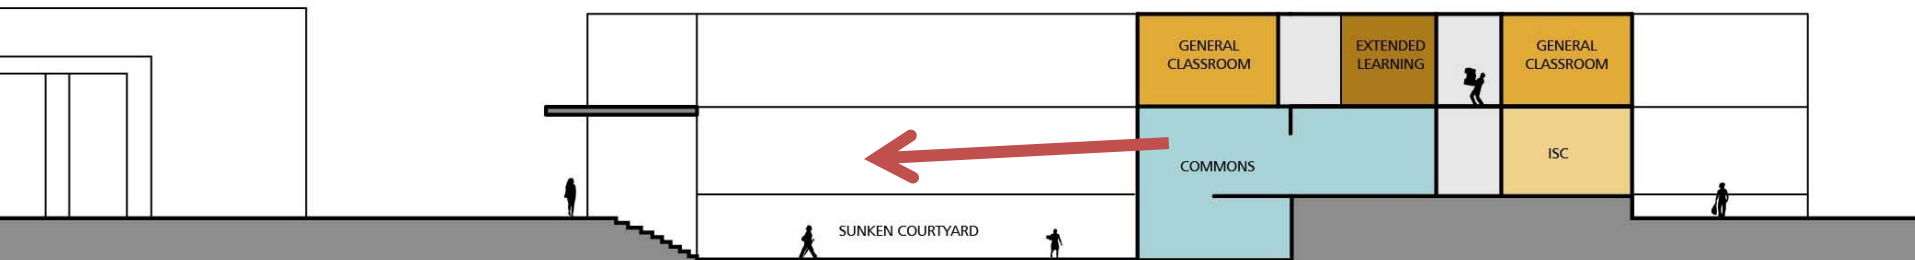 GENERAL
CLASSROOM
EXTENDED
LEARNING
GENERAL
CLASSROOM
COMMONS
ISC
SUNKEN COURTYARD